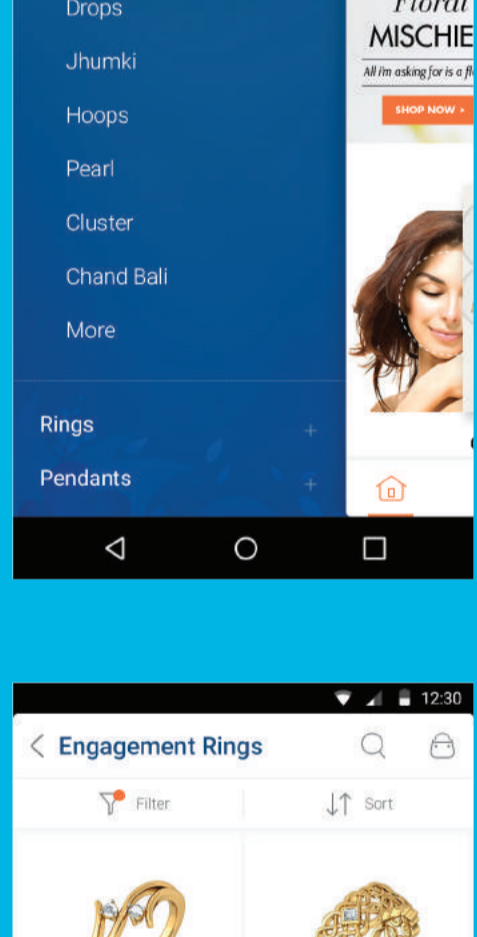 Drops
Jhumki
Hoops
Pearl
Cluster
Chand Bali
More
Rings +
Pendants +
Floral
MISCHIE
All i'm asking for is a fl
SHOP NOW >
12:30
< Engagement Rings
Filter
Sort